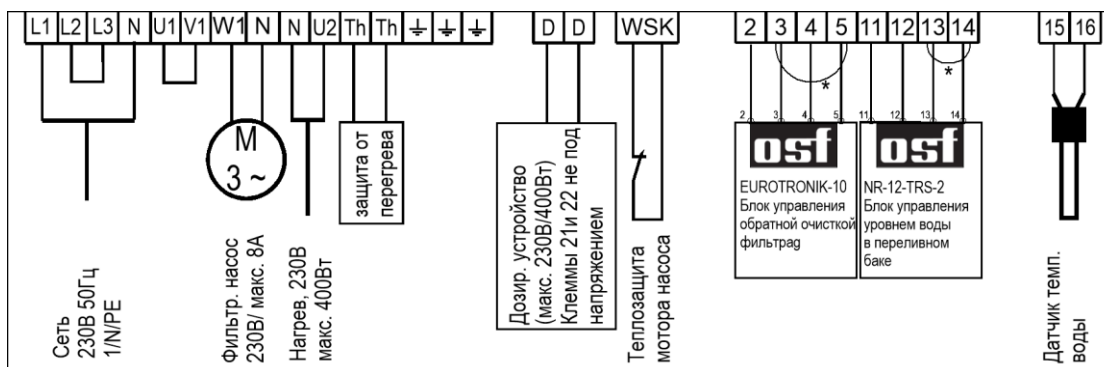 L1 L2 L3 N U1 V1 W1 N N U2 Th Th D D WSK 2 3 4 5 11 12 13 14 15 16
* *
2 3 4 5 11 12 13 14
M
3 ~
защита от
перегрева
Сеть
230В 50Гц
1/N/PE
Фильтр. насос
230В/ макс. 8А
Нагрев, 230В
макс. 400Вт
Дозир. устройство
(макс. 230В/400Вт)
Клеммы 21и 22 не под
напряжением
Теплозащита
мотора насоса
osf
EUROTRONIK-10
Блок управления
обратной очисткой
фильтраg
osf
NR-12-TRS-2
Блок управления
уровнем воды
в переливном
баке
Датчик темп.
воды